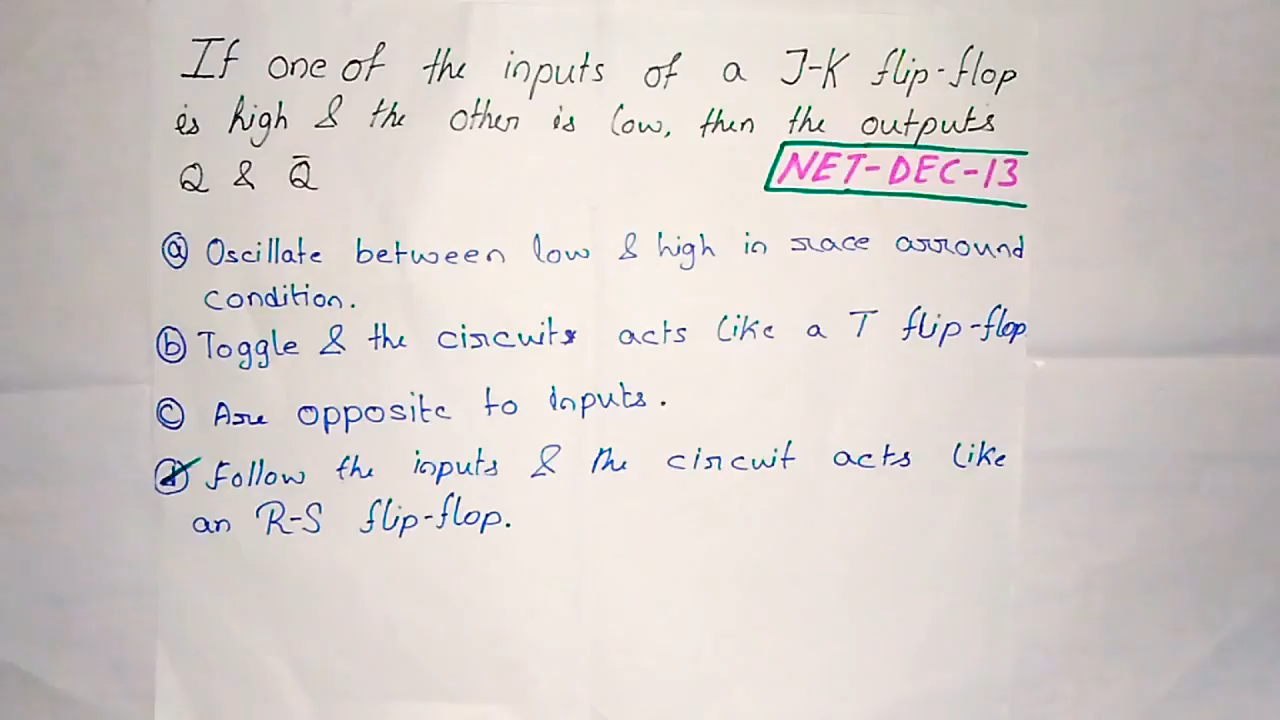 If one of the inputs of a J-K flip-flop
is high & the other is low, then the outputs
Q & Q̄
NET-DEC-13
ⓐ Oscillate between low & high in race arround
condition.
ⓑ Toggle & the circuits acts like a T flip-flop
ⓒ Are opposite to inputs.
ⓓ Follow the inputs & the circuit acts like
an R-S flip-flop.